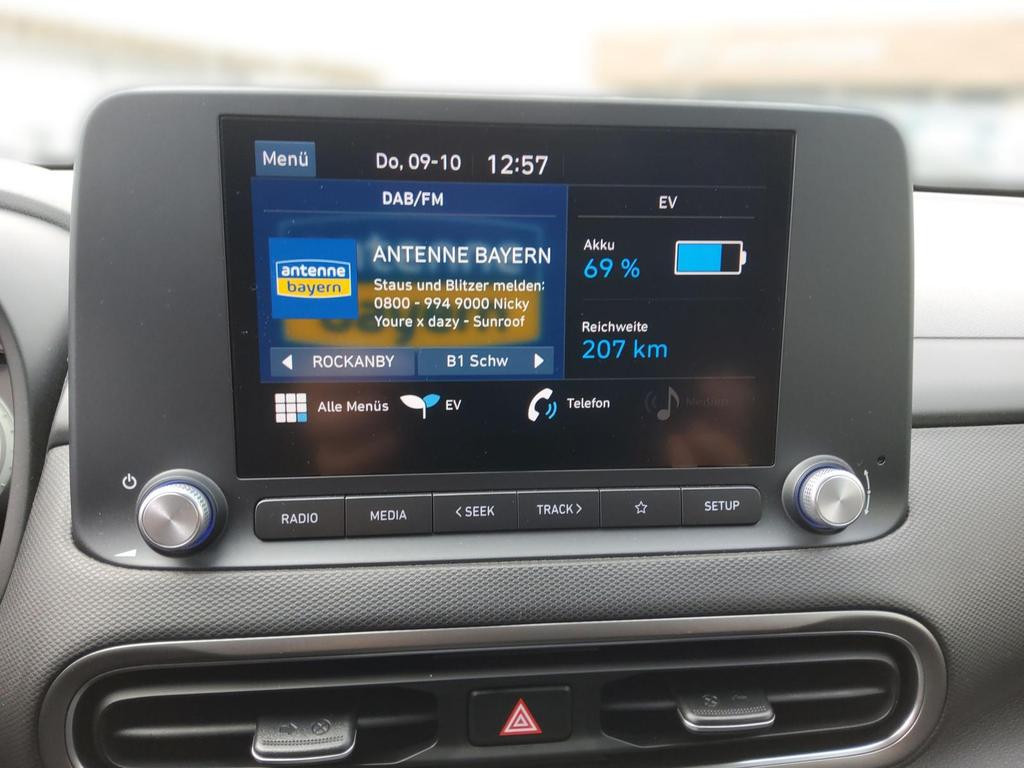 Menü
Do, 09-10
12:57
DAB/FM
antenne
bayern
ANTENNE BAYERN
Staus und Blitzer melden:
0800 - 994 9000 Nicky
Youre x dazy - Sunroof
ROCKANBY
B1 Schw
EV
Akku
69 %
Reichweite
207 km
Alle Menüs
EV
Telefon
Medien
RADIO
MEDIA
< SEEK
TRACK >
SETUP